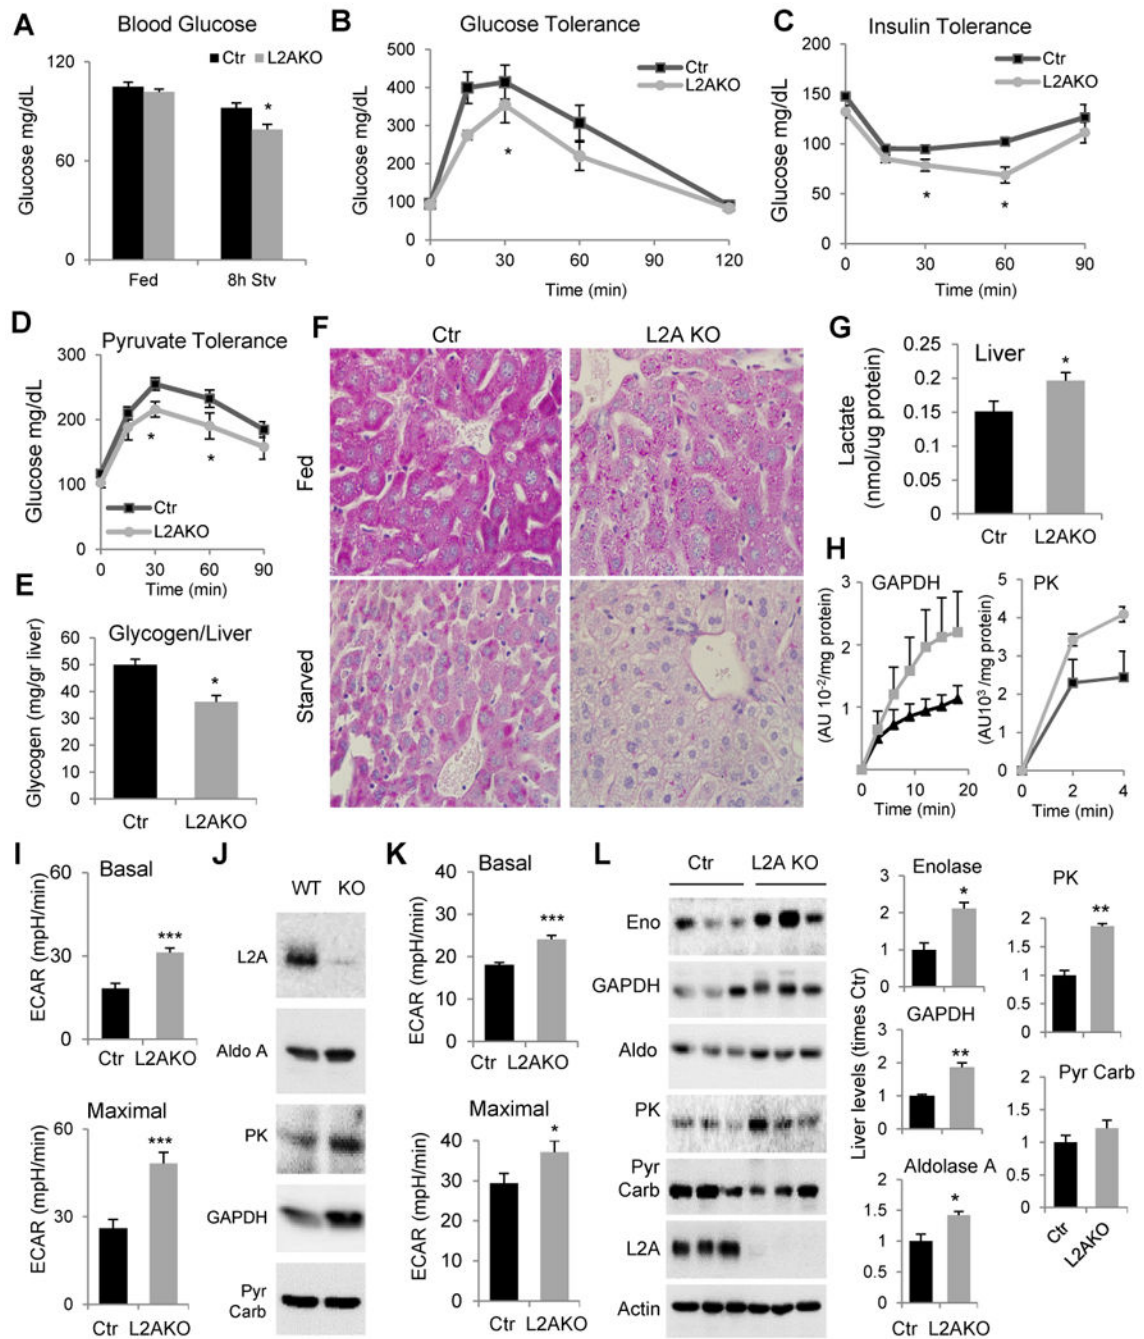 A
Blood Glucose
Ctr L2AKO
Glucose mg/dL
120
60
0
*
Fed 8h Stv
B
Glucose Tolerance
Ctr
L2AKO
Glucose mg/dL
500
400
300
200
100
0
*
0 30 60 90 120
Time (min)
C
Insulin Tolerance
Ctr
L2AKO
Glucose mg/dL
200
150
100
50
0
* *
0 30 60 90
Time (min)
D
Pyruvate Tolerance
Glucose mg/dL
300
200
100
0
* *
Ctr
L2AKO
0 30 60 90
Time (min)
E
Glycogen/Liver
Glycogen (mg/gr liver)
60
50
40
30
20
10
0
*
Ctr L2AKO
F
Ctr L2A KO
Fed
Starved
G
Liver
Lactate
(nmol/ug protein)
0.25
0.2
0.15
0.1
0.05
0
*
Ctr L2AKO
H
GAPDH
(AU 10-2/mg protein)
3
2
1
0 10 20
Time (min)
PK
(AU10³/mg protein)
5
4
3
2
1
0
0 2 4
Time (min)
I
Basal
ECAR (mpH/min)
60
30
0
***
Ctr L2AKO
Maximal
ECAR (mpH/min)
60
30
0
***
Ctr L2AKO
J
WT KO
L2A
Aldo A
PK
GAPDH
Pyr
Carb
K
Basal
ECAR (mpH/min)
40
30
20
10
0
***
Ctr L2AKO
Maximal
ECAR (mpH/min)
40
30
20
10
0
*
Ctr L2AKO
L
Ctr L2A KO
Eno
GAPDH
Aldo
PK
Pyr
Carb
L2A
Actin
Liver levels (times Ctr)
Enolase
3
2
1
0
*
GAPDH
3
2
1
0
**
Aldolase A
2
1.5
1
0.5
0
*
Ctr L2AKO
PK
2
1.5
1
0.5
0
**
Pyr Carb
2
1.5
1
0.5
0
Ctr
L2AKO